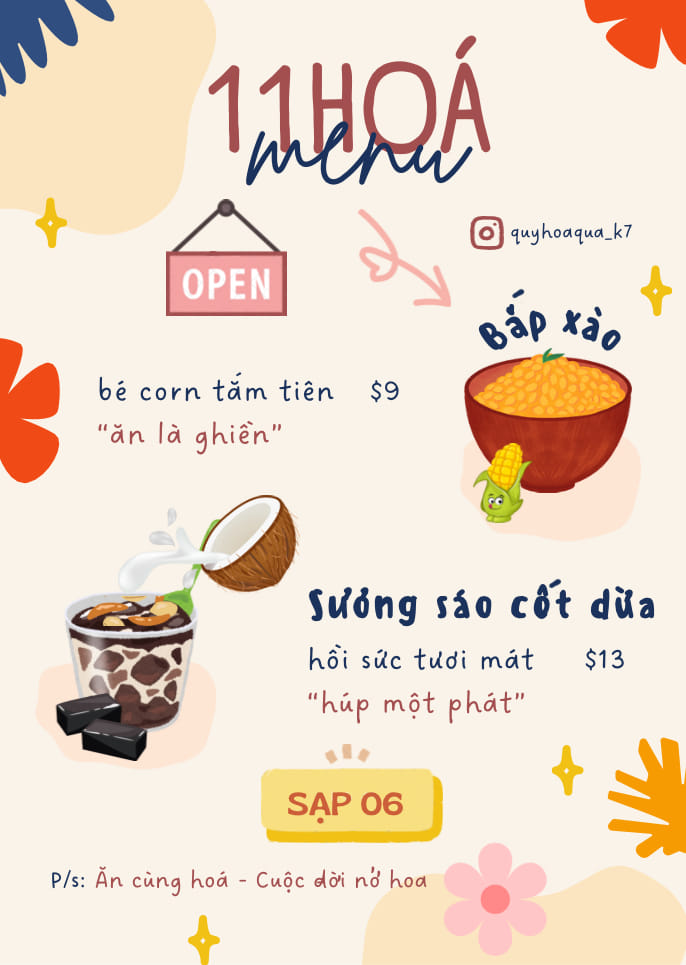 11HOÁ
menu
OPEN
quyhoaqua_k7
Bắp xào
bé corn tắm tiên $9
“ăn là ghiền”
Sương sáo cốt dừa
hồi sức tươi mát $13
“húp một phát”
SẠP 06
P/s: Ăn cùng hoá - Cuộc đời nở hoa